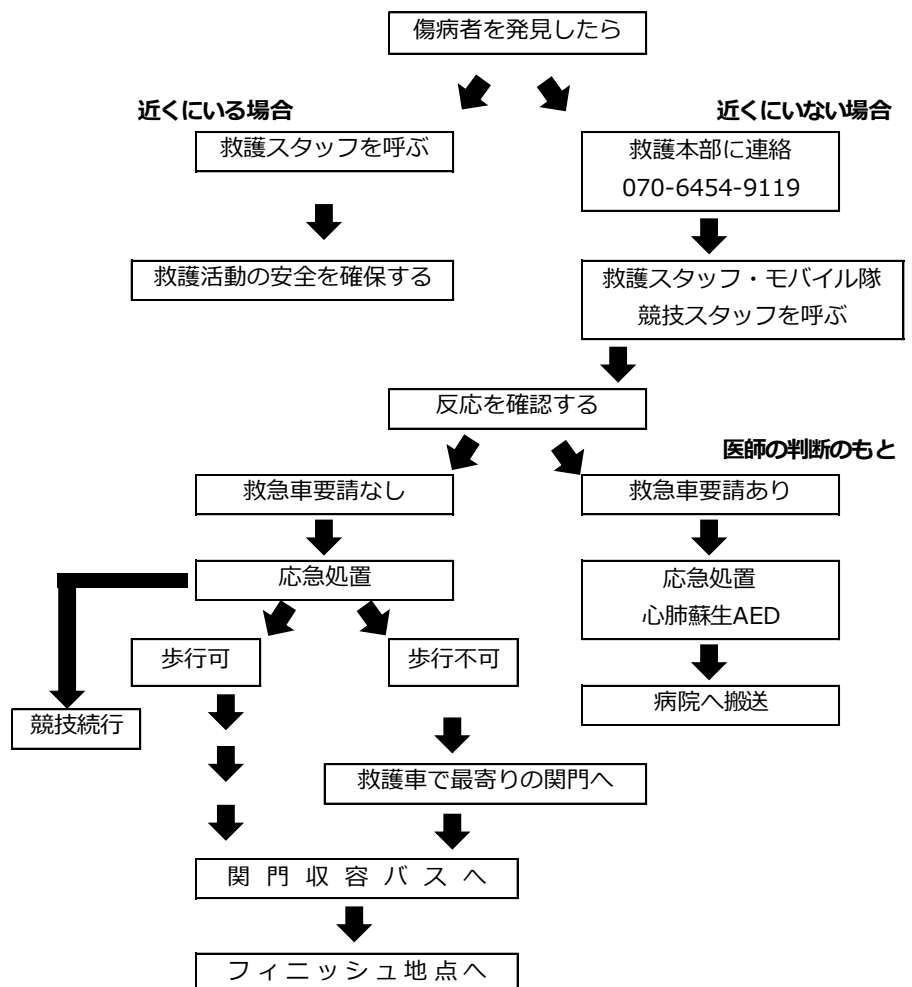 傷病者を発見したら
近くにいる場合
近くにいない場合
救護スタッフを呼ぶ
救護本部に連絡
070-6454-9119
救護活動の安全を確保する
救護スタッフ・モバイル隊
競技スタッフを呼ぶ
反応を確認する
医師の判断のもと
救急車要請なし
救急車要請あり
応急処置
応急処置
心肺蘇生AED
歩行可
歩行不可
病院へ搬送
競技続行
救護車で最寄りの関門へ
関門収容バスへ
フィニッシュ地点へ